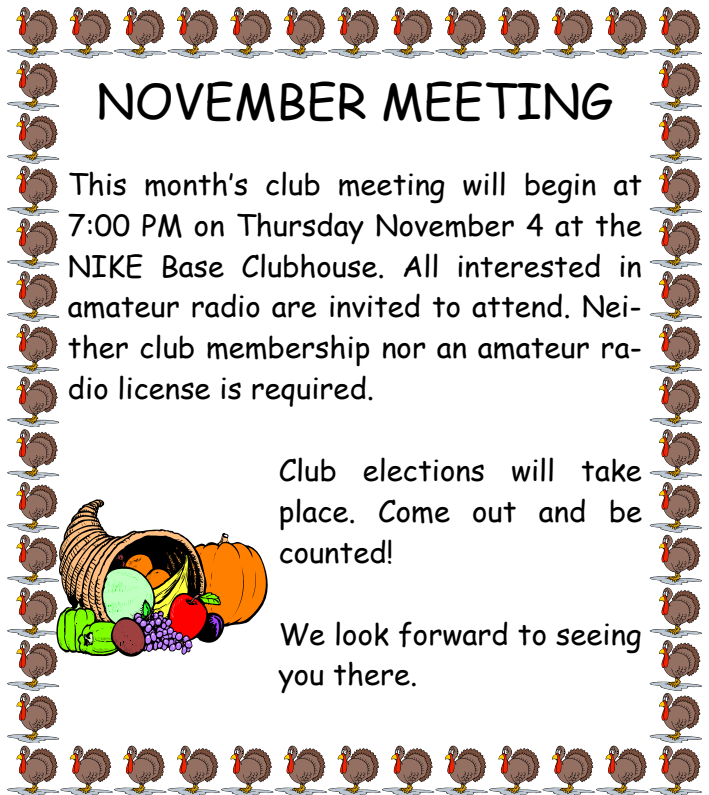 NOVEMBER MEETING
This month's club meeting will begin at
7:00 PM on Thursday November 4 at the
NIKE Base Clubhouse. All interested in
amateur radio are invited to attend. Nei-
ther club membership nor an amateur ra-
dio license is required.
Club elections will take
place. Come out and be
counted!
We look forward to seeing
you there.